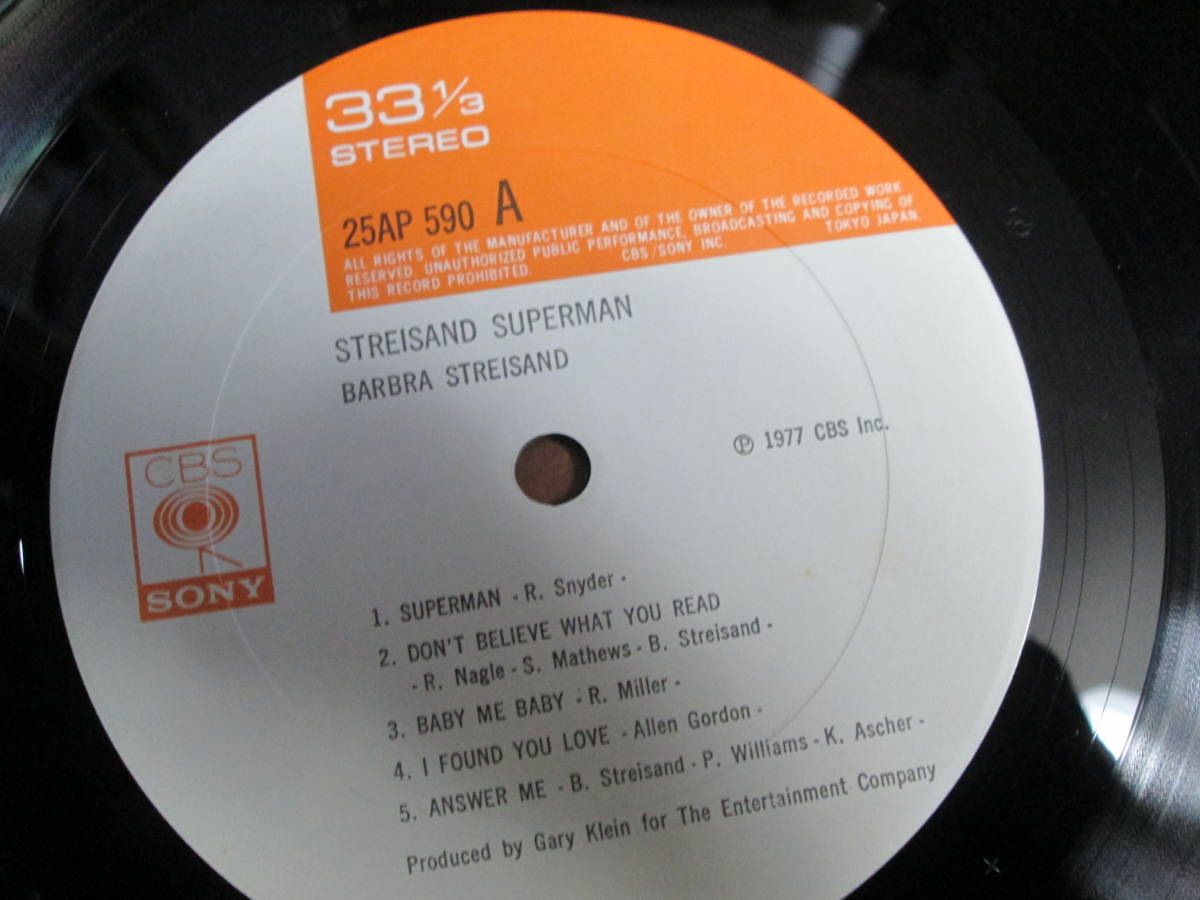 33 1/3
STEREO
25AP 590 A
ALL RIGHTS OF THE MANUFACTURER AND OF THE OWNER OF THE RECORDED WORK
RESERVED. UNAUTHORIZED PUBLIC PERFORMANCE, BROADCASTING AND COPYING OF
THIS RECORD PROHIBITED. CBS/SONY INC. TOKYO JAPAN.
STREISAND SUPERMAN
BARBRA STREISAND
℗ 1977 CBS Inc.
CBS
SONY
1. SUPERMAN - R. Snyder -
2. DON'T BELIEVE WHAT YOU READ
- R. Nagle - S. Mathews - B. Streisand -
3. BABY ME BABY - R. Miller -
4. I FOUND YOU LOVE - Allen Gordon -
5. ANSWER ME - B. Streisand - P. Williams - K. Ascher -
Produced by Gary Klein for The Entertainment Company